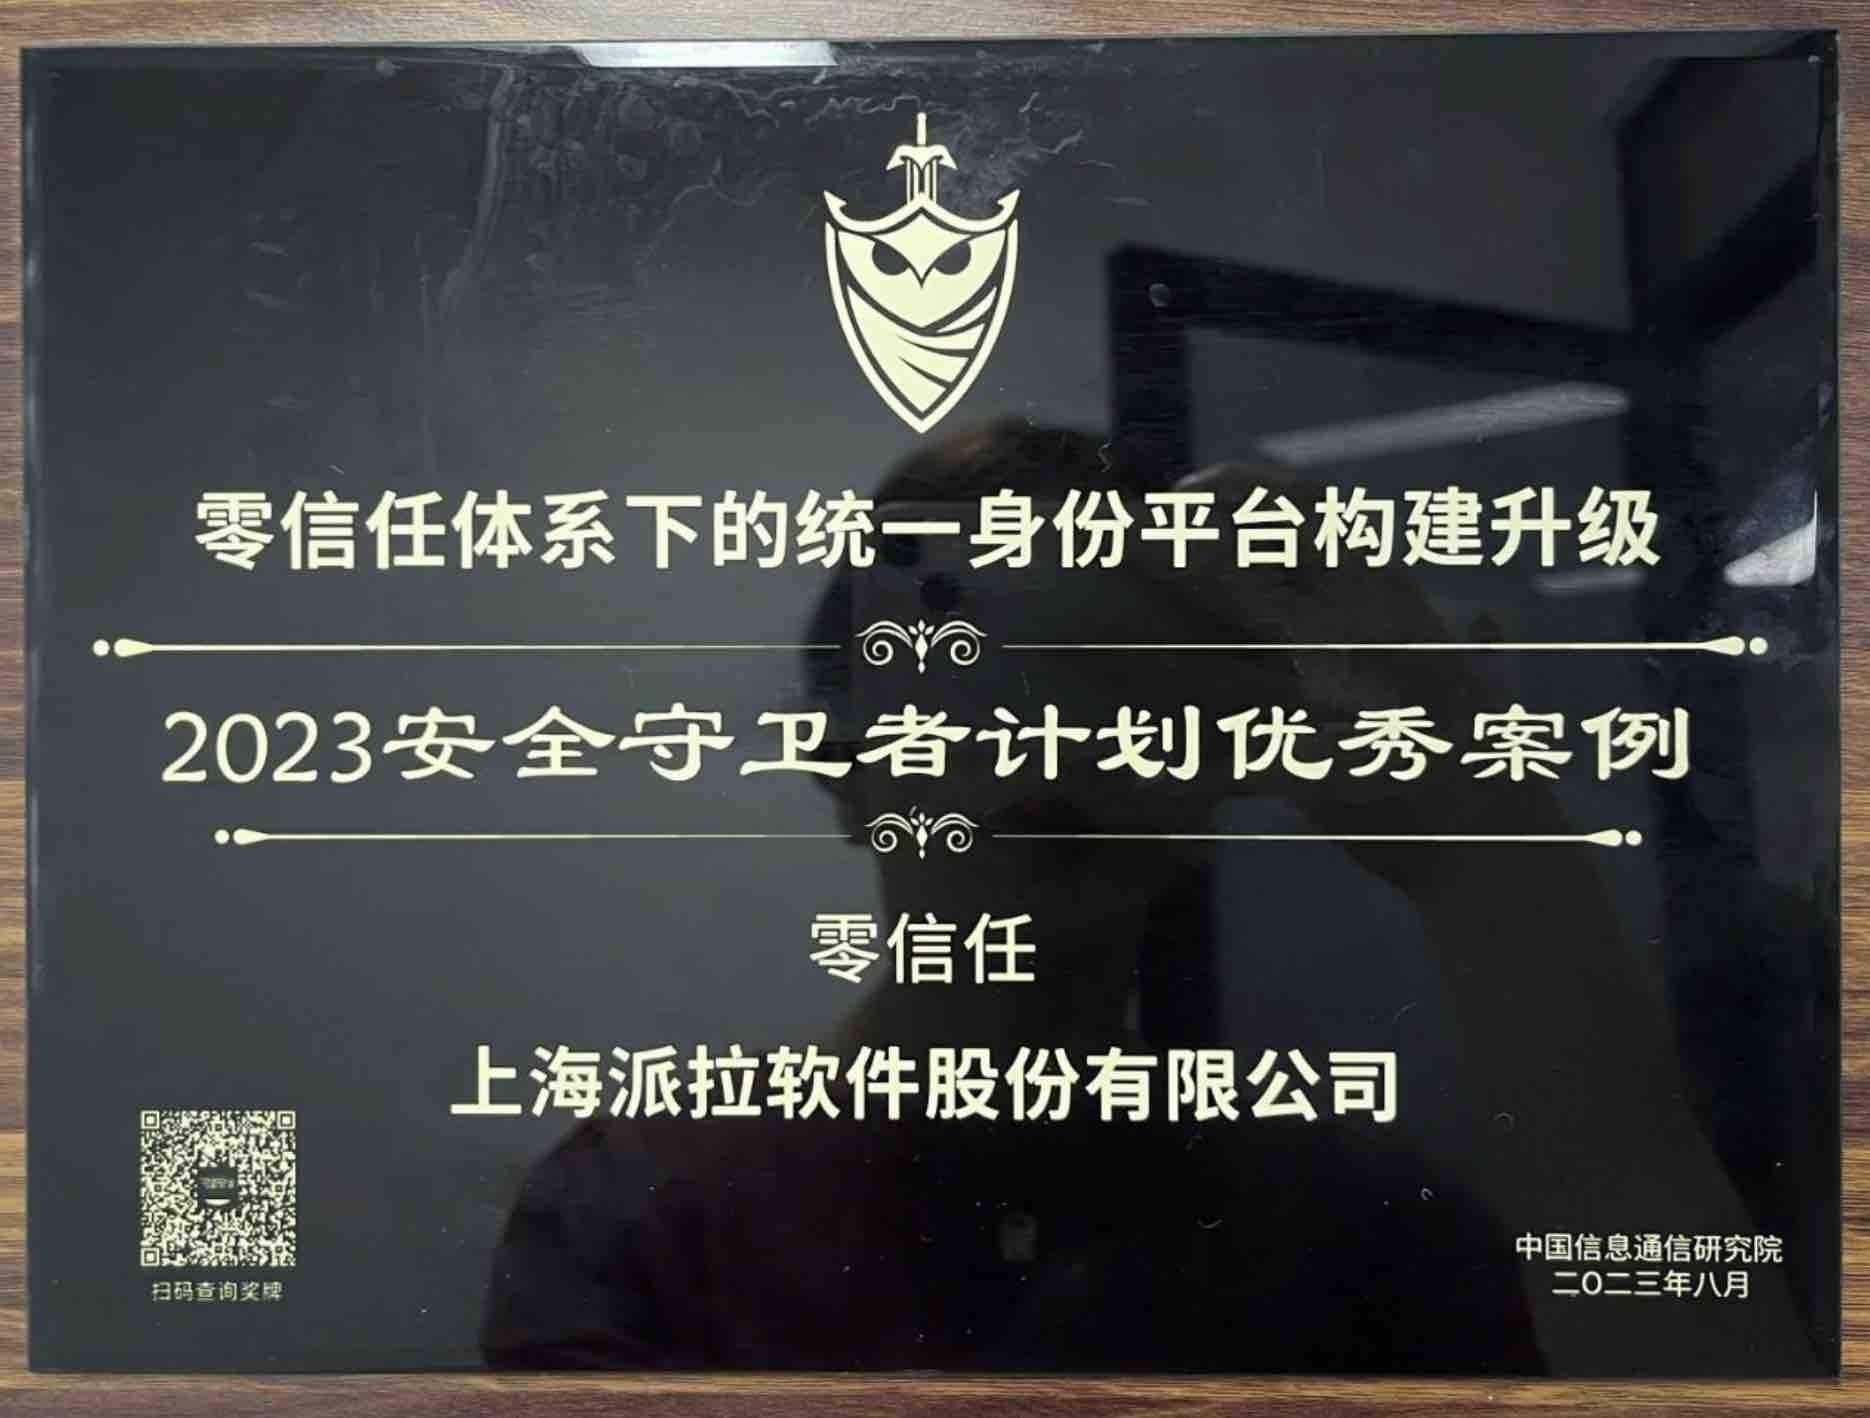 零信任体系下的统一身份平台构建升级
2023安全守卫者计划优秀案例
零信任
上海派拉软件股份有限公司
扫码查询奖牌
中国信息通信研究院
二〇二三年八月